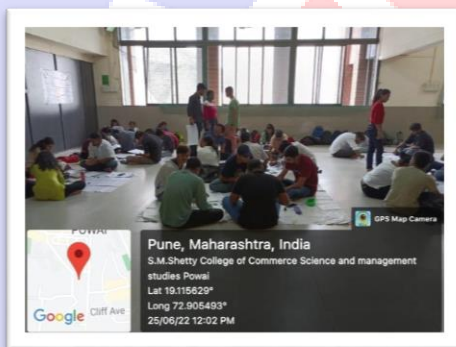 GPS Map Camera
POWAI
Cliff Ave
Google
Pune, Maharashtra, India
S.M.Shetty College of Commerce Science and management
studies Powai
Lat 19.115629°
Long 72.905493°
25/06/22 12:02 PM